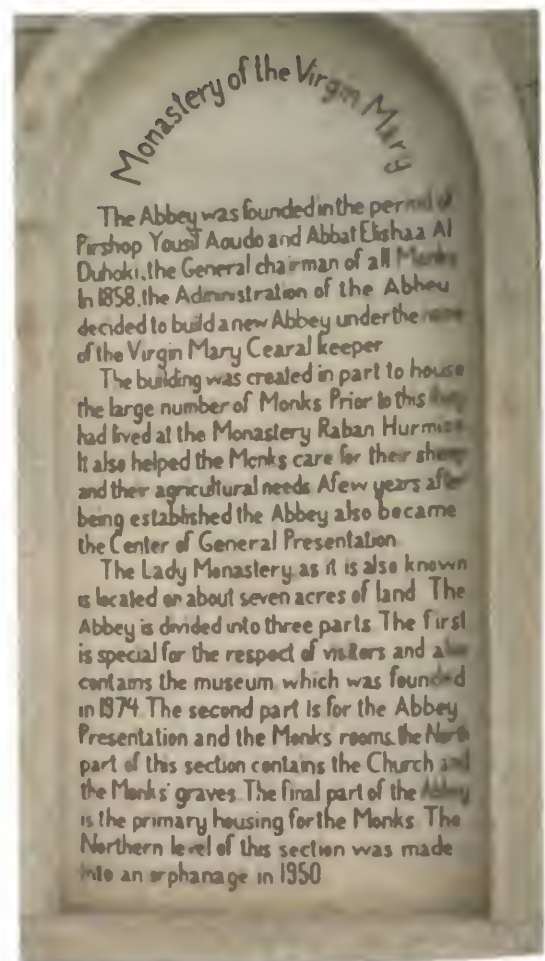 Monastery of the Virgin Mary
The Abbey was founded in the period of
Pirshop Yousif Aoudo and Abbat Elishaa Al
Duhoki, the General chairman of all Monks
In 1858, the Administration of the Abbey
decided to build a new Abbey under the name
of the Virgin Mary Cearal keeper
The building was created in part to house
the large number of Monks Prior to this they
had lived at the Monastery Raban Hurmiz
It also helped the Monks care for their sheep
and their agricultural needs A few years after
being established the Abbey also became
the Center of General Presentation
The Lady Monastery, as it is also known
is located on about seven acres of land The
Abbey is divided into three parts The first
is special for the respect of visitors and also
contains the museum, which was founded
in 1974. The second part is for the Abbey
Presentation and the Monks rooms, the North
part of this section contains the Church and
the Monks' graves. The final part of the Abbey
is the primary housing for the Monks The
Northern level of this section was made
into an orphanage in 1950